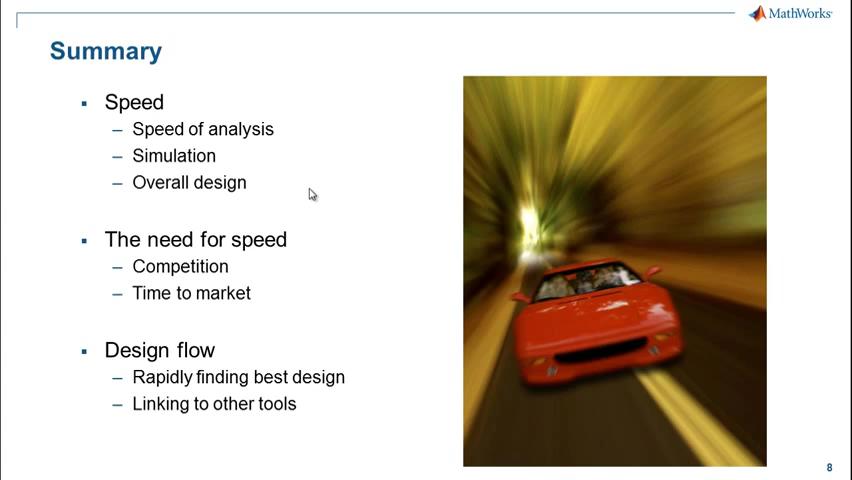 MathWorks
Summary
Speed
– Speed of analysis
– Simulation
– Overall design
The need for speed
– Competition
– Time to market
Design flow
– Rapidly finding best design
– Linking to other tools
8